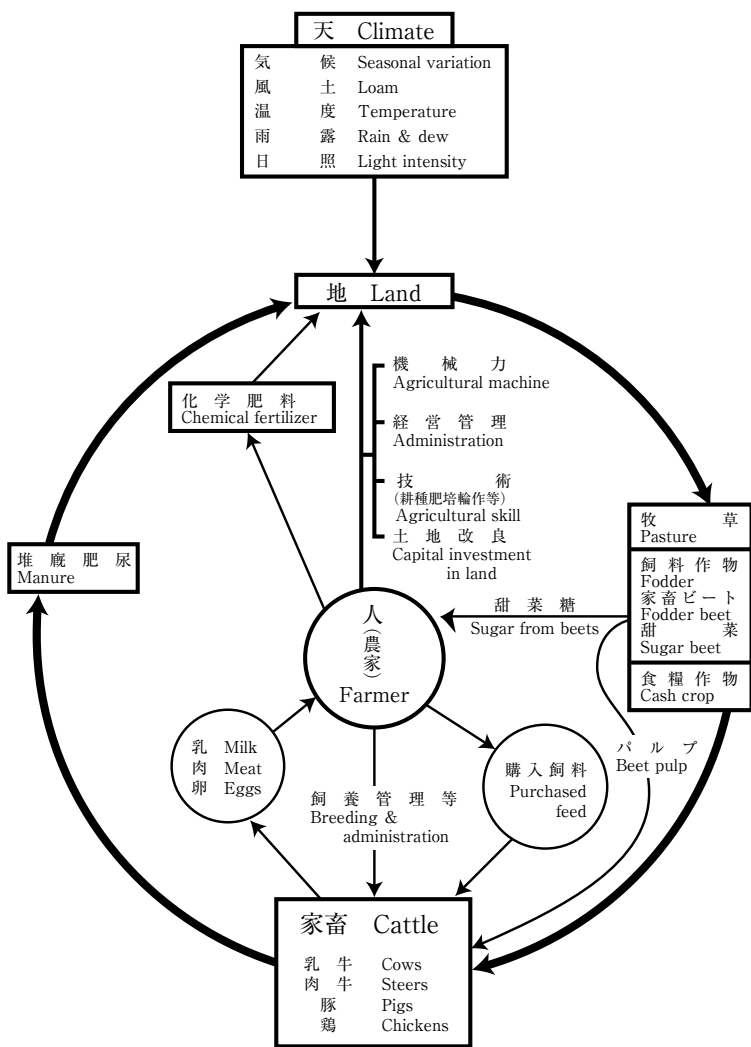 天 Climate
気候 Seasonal variation
風土 Loam
温度 Temperature
雨露 Rain & dew
日照 Light intensity
地 Land
機械力
Agricultural machine
化学肥料
Chemical fertilizer
経営管理
Administration
技術
(耕種肥培輪作等)
Agricultural skill
土地改良
Capital investment
in land
牧草
Pasture
飼料作物
Fodder
家畜ビート
Fodder beet
甜菜
Sugar beet
食糧作物
Cash crop
堆廐肥尿
Manure
甜菜糖
Sugar from beets
人
(農家)
Farmer
パルプ
Beet pulp
乳 Milk
肉 Meat
卵 Eggs
購入飼料
Purchased
feed
飼養管理等
Breeding &
administration
家畜 Cattle
乳牛 Cows
肉牛 Steers
豚 Pigs
鶏 Chickens